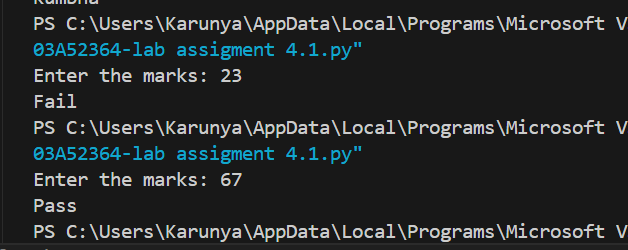 PS C:\Users\Karunya\AppData\Local\Programs\Microsoft V
03A52364-lab assigment 4.1.py"
Enter the marks: 23
Fail
PS C:\Users\Karunya\AppData\Local\Programs\Microsoft V
03A52364-lab assigment 4.1.py"
Enter the marks: 67
Pass
PS C:\Users\Karunya\AppData\Local\Programs\Microsoft V